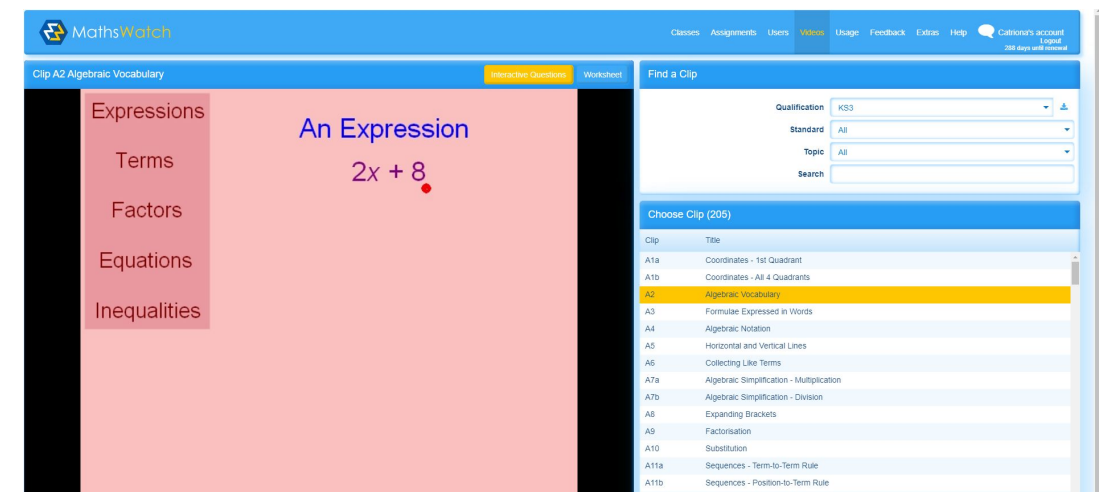 MathsWatch
Classes Assignments Users Videos Usage Feedback Extras Help Catriona's account
Logout
288 days until renewal
Clip A2 Algebraic Vocabulary Interactive Questions Worksheet
Expressions
Terms
Factors
Equations
Inequalities
An Expression
2x + 8
Find a Clip
Qualification KS3
Standard All
Topic All
Search
Choose Clip (205)
Clip Title
A1a Coordinates - 1st Quadrant
A1b Coordinates - All 4 Quadrants
A2 Algebraic Vocabulary
A3 Formulae Expressed in Words
A4 Algebraic Notation
A5 Horizontal and Vertical Lines
A6 Collecting Like Terms
A7a Algebraic Simplification - Multiplication
A7b Algebraic Simplification - Division
A8 Expanding Brackets
A9 Factorisation
A10 Substitution
A11a Sequences - Term-to-Term Rule
A11b Sequences - Position-to-Term Rule